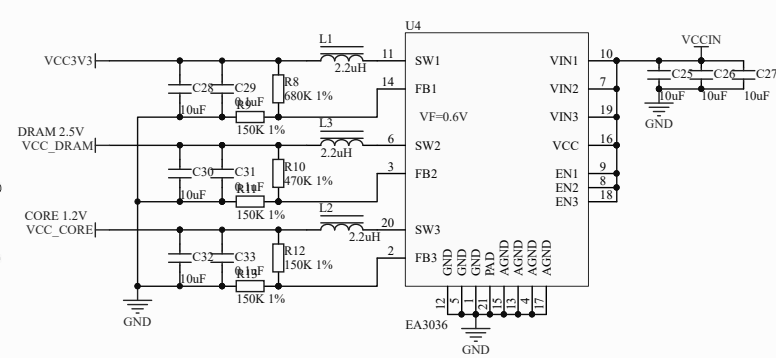 U4
L1
VCC3V3
11
SW1
VIN1
10
VCCIN
2.2uH
C28
C29
R8
680K 1%
14
FB1
VIN2
7
C25
C26
C27
10uF
0.1uF
R9
10uF
10uF
10uF
150K 1%
VF=0.6V
VIN3
19
GND
L3
DRAM 2.5V
VCC_DRAM
6
SW2
VCC
16
2.2uH
C30
C31
R10
470K 1%
3
FB2
EN1
9
EN2
8
EN3
18
10uF
0.1uF
R11
150K 1%
L2
CORE 1.2V
VCC_CORE
20
SW3
2.2uH
C32
C33
R12
150K 1%
2
FB3
GND
GND
GND
PAD
AGND
AGND
AGND
AGND
10uF
0.1uF
R13
150K 1%
12
5
1
21
15
13
4
17
GND
EA3036
GND